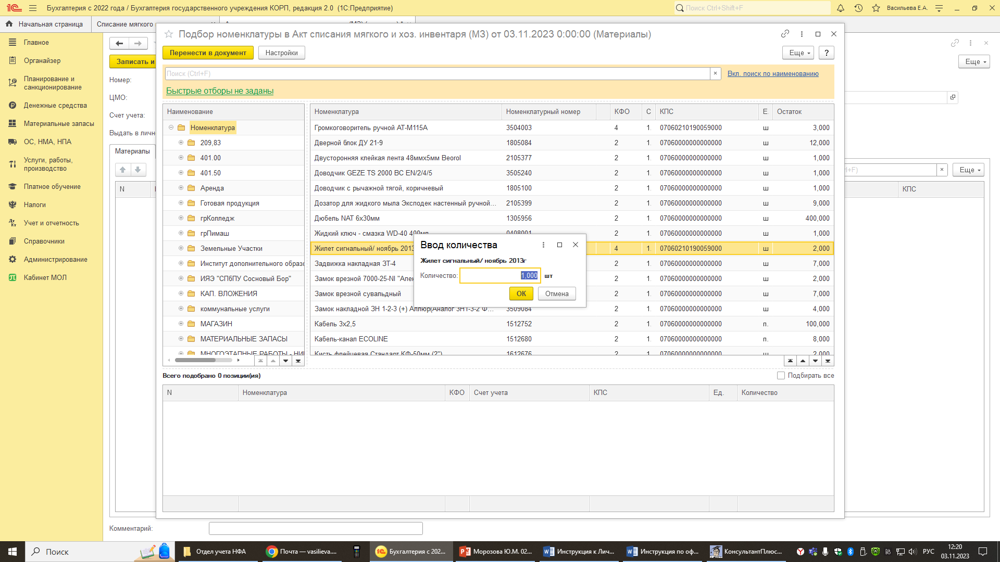 Бухгалтерия с 2022 года / Бухгалтерия государственного учреждения КОРП, редакция 2.0 (1С:Предприятие)
Поиск Ctrl+Shift+F
Васильева Е.А.
Начальная страница
Списание мягкого
Главное
Органайзер
Планирование и
санкционирование
Денежные средства
Материальные запасы
ОС, НМА, НПА
Услуги, работы,
производство
Платное обучение
Налоги
Учет и отчетность
Справочники
Администрирование
Кабинет МОЛ
Записать и
Номер:
ЦМО:
Счет учета:
Выдать в личн
Материалы
N
Еще
Еще
КПС
Комментарий:
Подбор номенклатуры в Акт списания мягкого и хоз. инвентаря (МЗ) от 03.11.2023 0:00:00 (Материалы)
Перенести в документ
Настройки
Еще
?
Поиск (Ctrl+F)
×
Вкл. поиск по наименованию
Быстрые отборы не заданы
Наименование
Номенклатура
209,83
401.00
401.50
Аренда
Готовая продукция
грКолледж
грПимаш
Земельные Участки
Институт дополнительного образо
ИЯЭ "СПбПУ Сосновый Бор"
КАП. ВЛОЖЕНИЯ
коммунальные услуги
МАГАЗИН
МАТЕРИАЛЬНЫЕ ЗАПАСЫ
МНОГОЭТАПНЫЕ РАБОТЫ - НИ
Номенклатура Номенклатурный номер КФО С КПС Е. Остаток
Громкоговоритель ручной АТ-М115А 3504003 4 1. 07060210190059000 ш 3,000
Дверной блок ДУ 21-9 1805084 2 1. 07060000000000000 ш 12,000
Двусторонняя клейкая лента 48ммх5мм Beorol 2105377 2 1. 07060000000000000 ш 1,000
Доводчик GEZE TS 2000 BC EN/2/4/5 3505240 2 1. 07060000000000000 ш 1,000
Доводчик с рычажной тягой, коричневый 1805100 2 1. 07060000000000000 ш 1,000
Дозатор для жидкого мыла Эксподек настенный ручной... 2105399 2 1. 07060000000000000 ш 9,000
Дюбель NAT 6х30мм 1305956 2 1. 07060000000000000 ш 400,000
Жидкий ключ - смазка WD-40 400мл 0408001 2 1. 07060000000000000 ш 1,000
Жилет сигнальный/ ноябрь 2013 4 1. 07060210190059000 ш 2,000
Задвижка накладная ЗТ-4 2 1. 07060000000000000 ш 7,000
Замок врезной 7000-25-NI "Апек 2 1. 07060000000000000 ш 2,000
Замок врезной сувальдный 2 1. 07060000000000000 ш 7,000
Замок накладной ЗН 1-2-3 (+) Аллюр(Аналог ЗНТ-3-2 Ф... 3509084 2 1. 07060000000000000 ш 4,000
Кабель 3х2,5 1512752 2 1. 07060000000000000 п. 100,000
Кабель-канал ECOLINE 1512680 2 1. 07060000000000000 п. 8,000
Кисть флейцевая Стандарт КФ-50мм (2") 1612676 2 1. 07060000000000000 ш 2,000
Ввод количества
Жилет сигнальный/ ноябрь 2013г
Количество: 1,000 шт
ОК
Отмена
Всего подобрано 0 позиции(ия)
Подбирать все
N Номенклатура КФО Счет учета КПС Ед. Количество
Поиск
Отдел учета НФА
Почта — vasilieva....
Бухгалтерия с 202...
Морозова Ю.М. 02...
Инструкция к Лич...
Инструкция по оф...
КонсультантПлюс...
РУС
12:20
03.11.2023